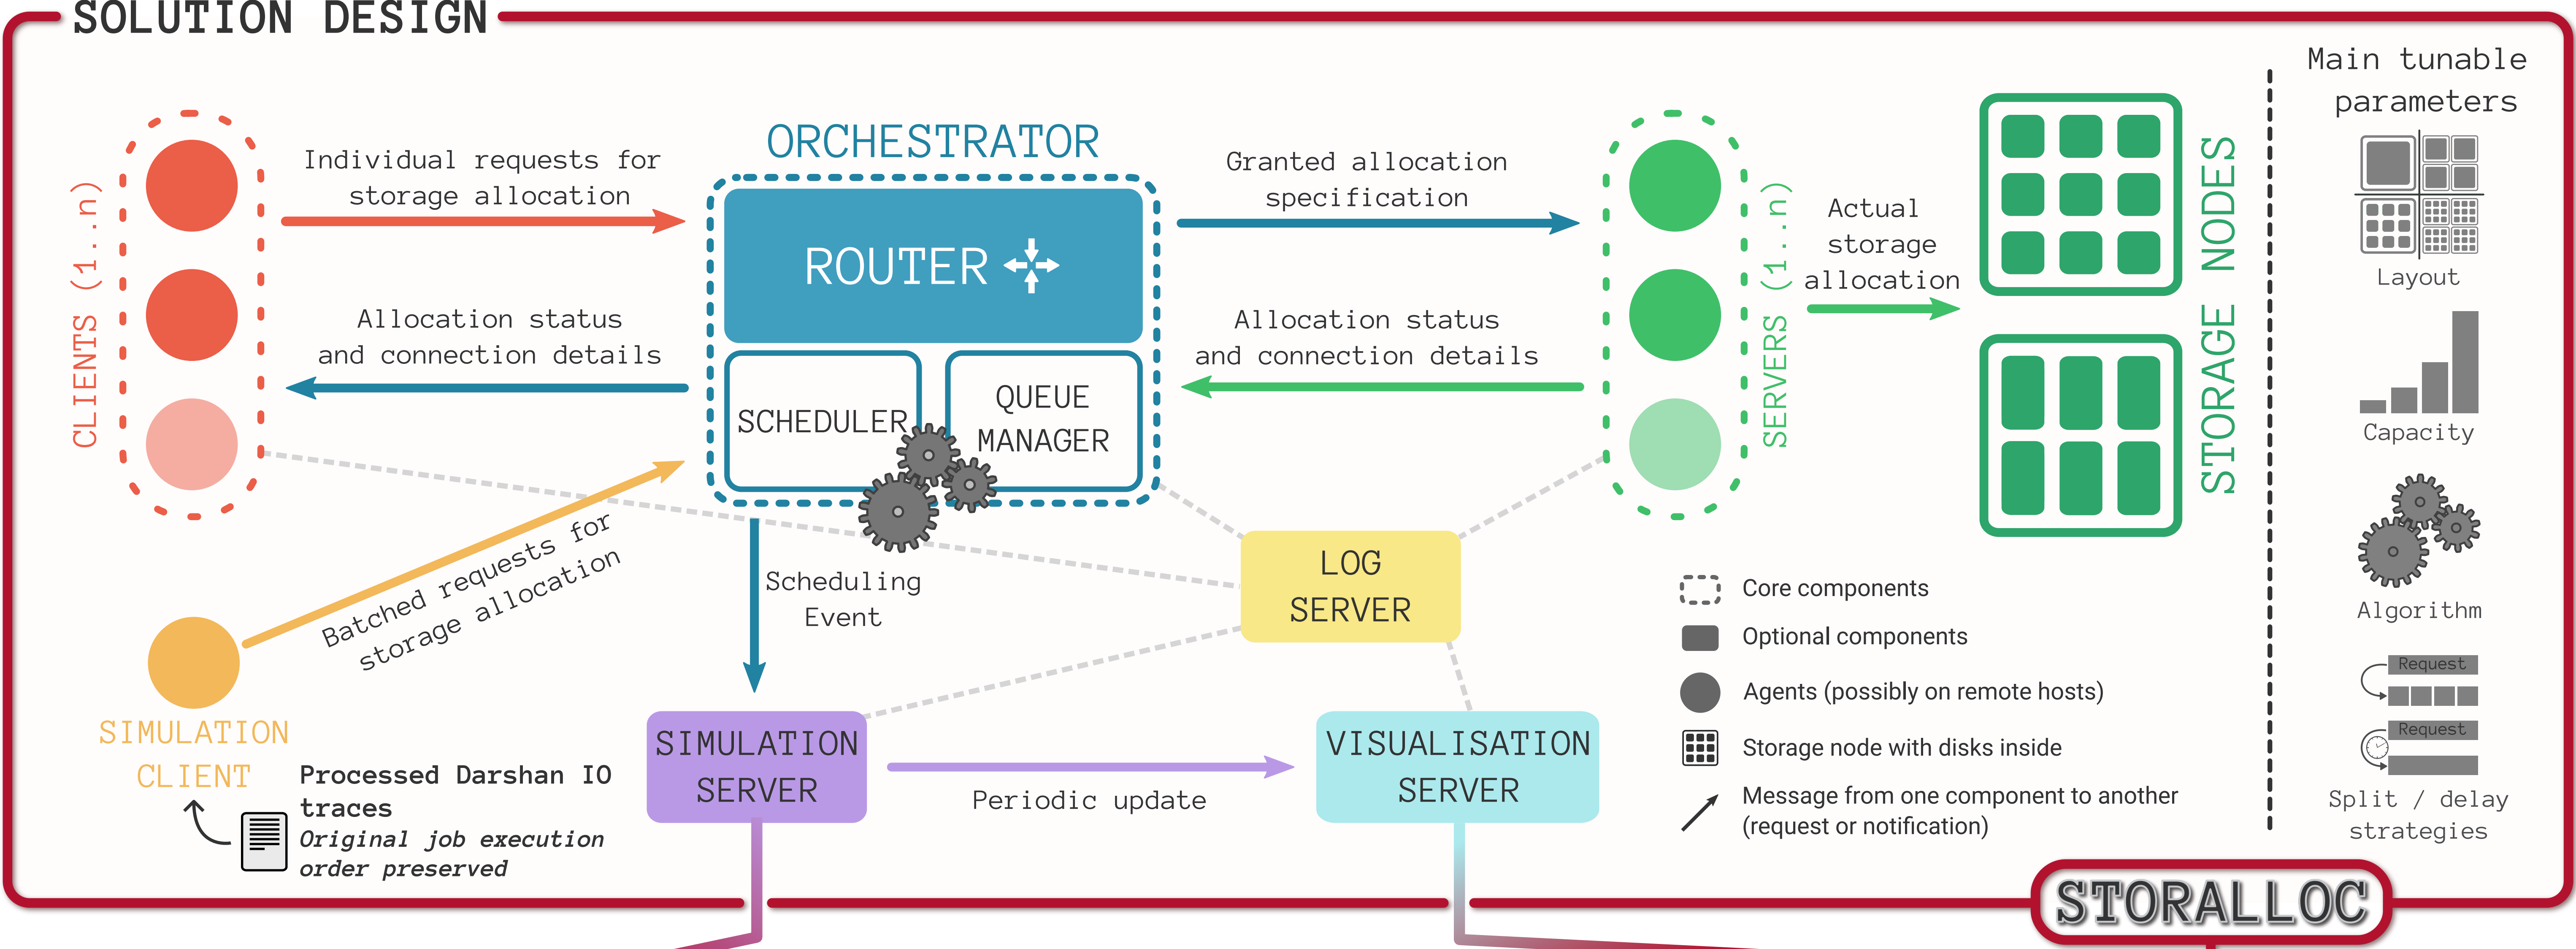 SOLUTION DESIGN
CLIENTS (1..n)
Individual requests for
storage allocation
Allocation status
and connection details
ORCHESTRATOR
ROUTER
SCHEDULER
QUEUE
MANAGER
Granted allocation
specification
Allocation status
and connection details
SERVERS (1..n)
Actual
storage
allocation
STORAGE NODES
Batched requests for
storage allocation
SIMULATION
CLIENT
Processed Darshan IO
traces
Original job execution
order preserved
Scheduling
Event
LOG
SERVER
SIMULATION
SERVER
Periodic update
VISUALISATION
SERVER
Core components
Optional components
Agents (possibly on remote hosts)
Storage node with disks inside
Message from one component to another
(request or notification)
Main tunable
parameters
Layout
Capacity
Algorithm
Request
Request
Split / delay
strategies
STORALLOC